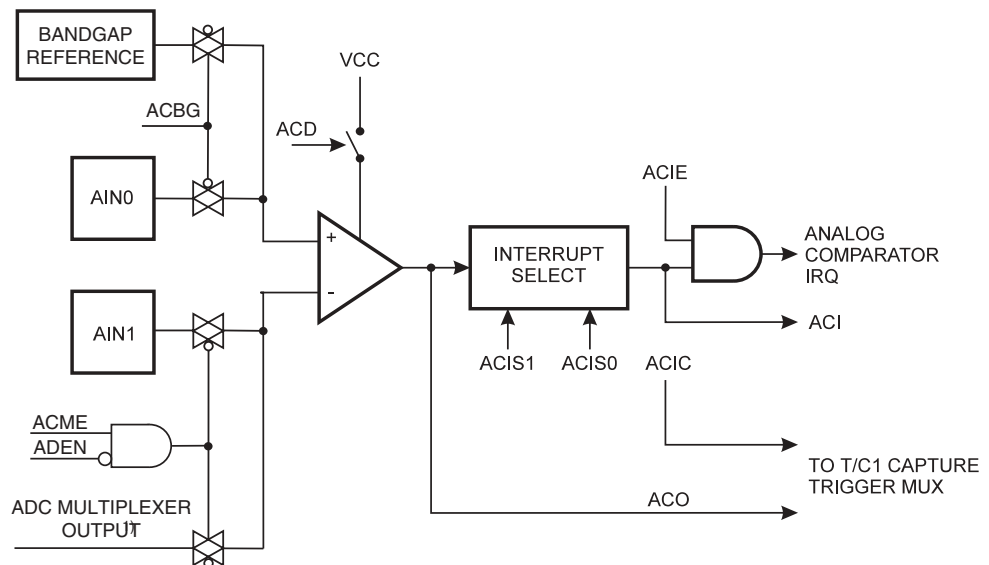 BANDGAP
REFERENCE
VCC
ACBG
ACD
AIN0
ACIE
+
INTERRUPT
SELECT
ANALOG
COMPARATOR
IRQ
-
AIN1
ACI
ACIS1
ACIS0
ACIC
ACME
ADEN
TO T/C1 CAPTURE
TRIGGER MUX
ACO
ADC MULTIPLEXER
OUTPUT
1)